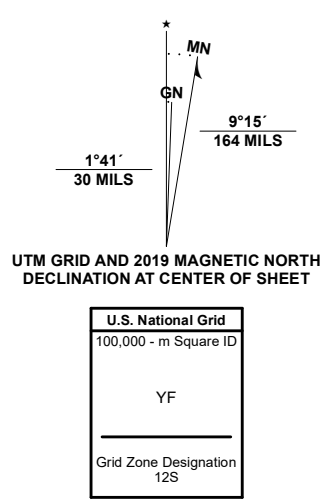 MN
GN
9°15´
164 MILS
1°41´
30 MILS
UTM GRID AND 2019 MAGNETIC NORTH
DECLINATION AT CENTER OF SHEET
U.S. National Grid
100,000 - m Square ID
YF
Grid Zone Designation
12S